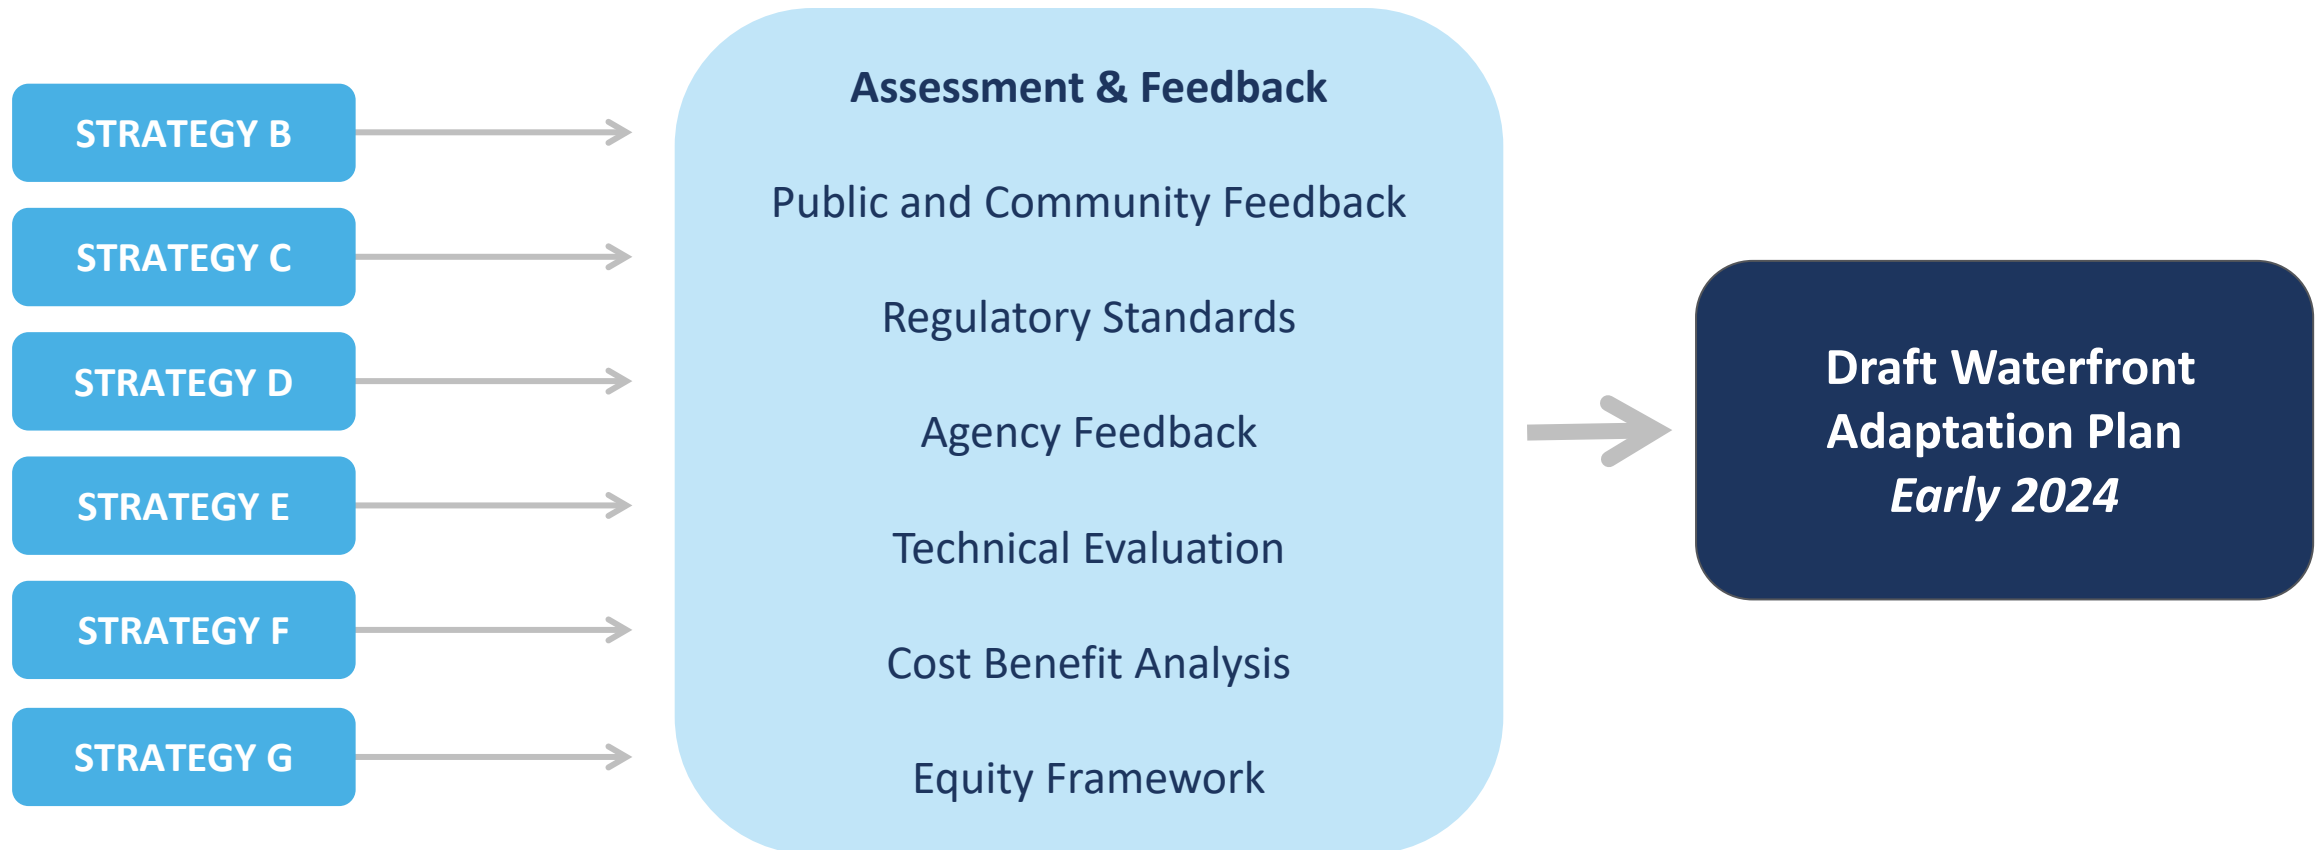 STRATEGY B
STRATEGY C
STRATEGY D
STRATEGY E
STRATEGY F
STRATEGY G
Assessment & Feedback
Public and Community Feedback
Regulatory Standards
Agency Feedback
Technical Evaluation
Cost Benefit Analysis
Equity Framework
Draft Waterfront
Adaptation Plan
Early 2024